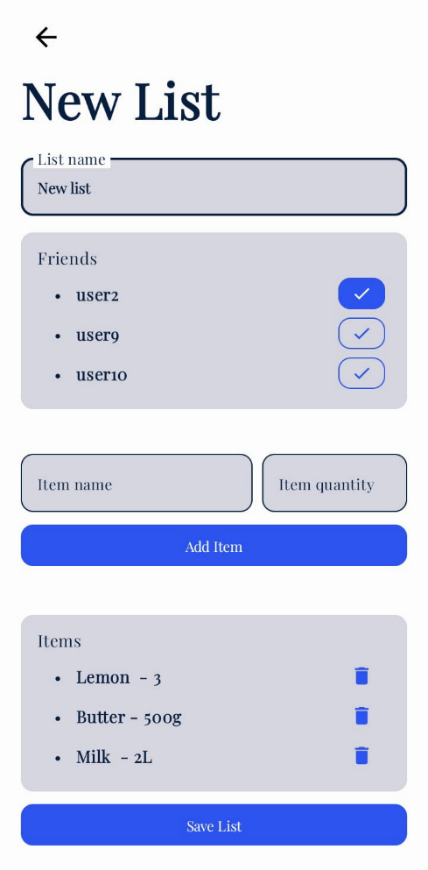 New List
List name
New list
Friends
• user2
• user9
• user10
Item name Item quantity
Add Item
Items
• Lemon - 3
• Butter - 500g
• Milk - 2L
Save List